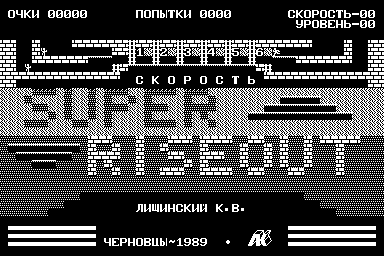 ОЧКИ 00000 ПОПЫТКИ 0000 СКОРОСТЬ-00
УРОВЕНЬ-00
1 2 3 4 5 6
СКОРОСТЬ
SUPER
RISEOUT
ЛИШИНСКИЙ К.В.
ЧЕРНОВЦЫ~1989 •